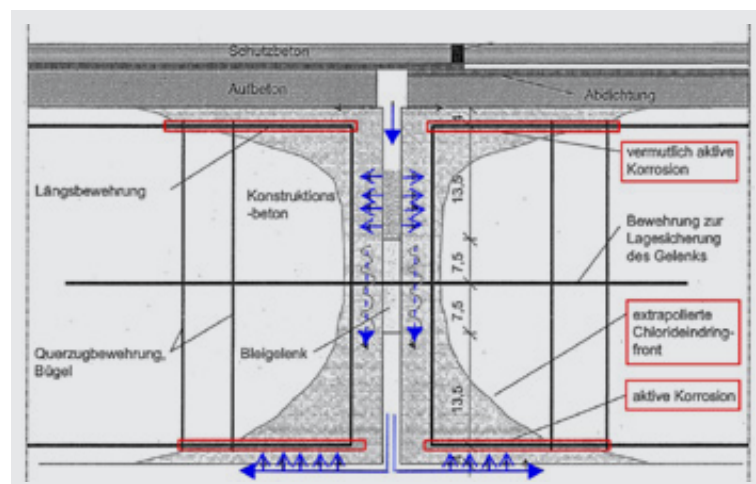 Schutzbeton
Aufbeton
Abdichtung
vermutlich aktive
Korrosion
Längsbewehrung
Konstruktions
-beton
13,5
Bewehrung zur
Lagesicherung
des Gelenks
7,5
7,5
Querzugbewehrung,
Bügel
Bleigelenk
extrapolierte
Chlorideindring-
front
13,5
aktive Korrosion